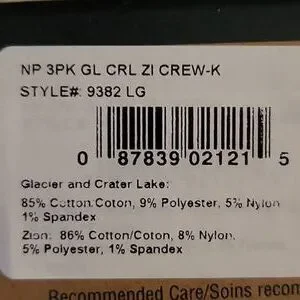 NP 3PK GL CRL ZI CREW-K
STYLE#: 9382 LG
0 87839 02121 5
Glacier and Crater Lake:
85% Cotton/Coton, 9% Polyester, 5% Nylon
1% Spandex
Zion: 86% Cotton/Coton, 8% Nylon,
5% Polyester, 1% Spandex
Recommended Care/Soins recom